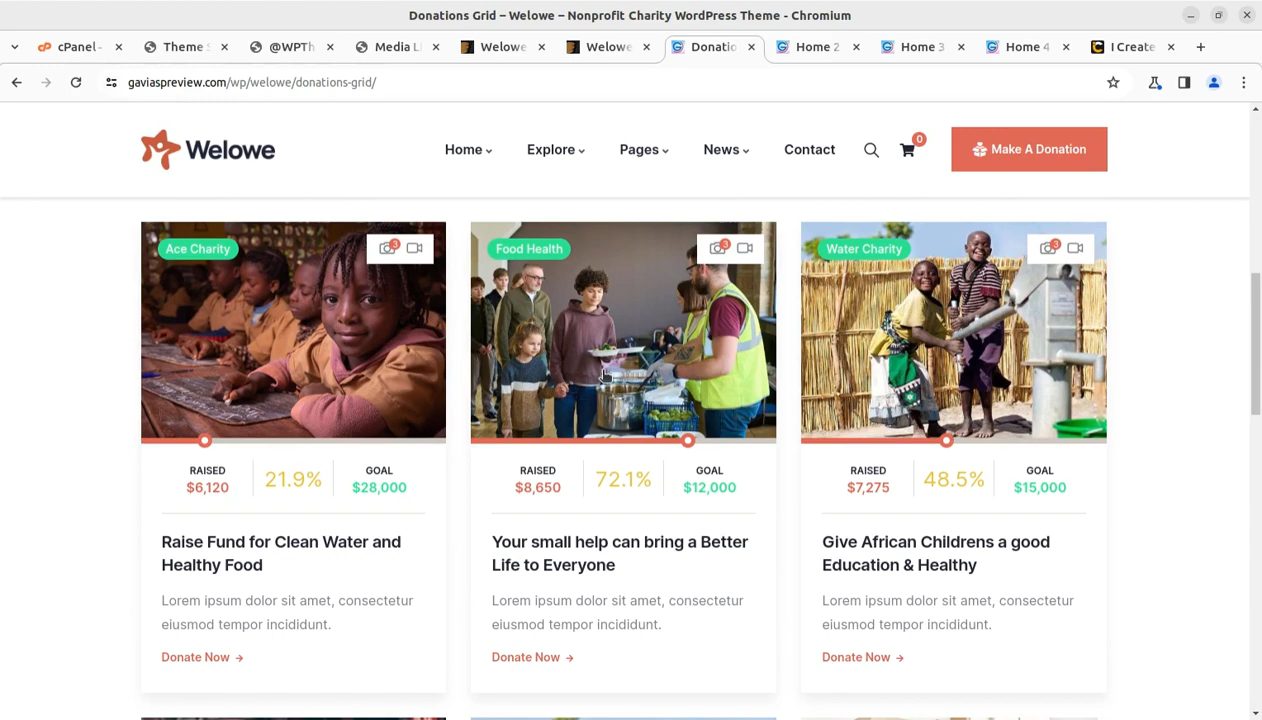 Donations Grid – Welowe – Nonprofit Charity WordPress Theme - Chromium
cPanel - Theme S @WPTh Media Li Welowe Welowe Donatio Home 2 Home 3 Home 4 I Create
gaviaspreview.com/wp/welowe/donations-grid/
Welowe Home Explore Pages News Contact 0 Make A Donation
Ace Charity 3 Food Health 3 Water Charity 3
RAISED 21.9% GOAL RAISED 72.1% GOAL RAISED 48.5% GOAL
$6,120 $28,000 $8,650 $12,000 $7,275 $15,000
Raise Fund for Clean Water and
Healthy Food
Lorem ipsum dolor sit amet, consectetur
eiusmod tempor incididunt.
Donate Now →
Your small help can bring a Better
Life to Everyone
Lorem ipsum dolor sit amet, consectetur
eiusmod tempor incididunt.
Donate Now →
Give African Childrens a good
Education & Healthy
Lorem ipsum dolor sit amet, consectetur
eiusmod tempor incididunt.
Donate Now →